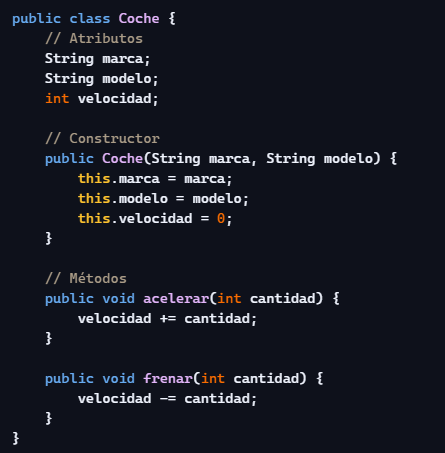 public class Coche {
    // Atributos
    String marca;
    String modelo;
    int velocidad;

    // Constructor
    public Coche(String marca, String modelo) {
        this.marca = marca;
        this.modelo = modelo;
        this.velocidad = 0;
    }

    // Métodos
    public void acelerar(int cantidad) {
        velocidad += cantidad;
    }

    public void frenar(int cantidad) {
        velocidad -= cantidad;
    }
}